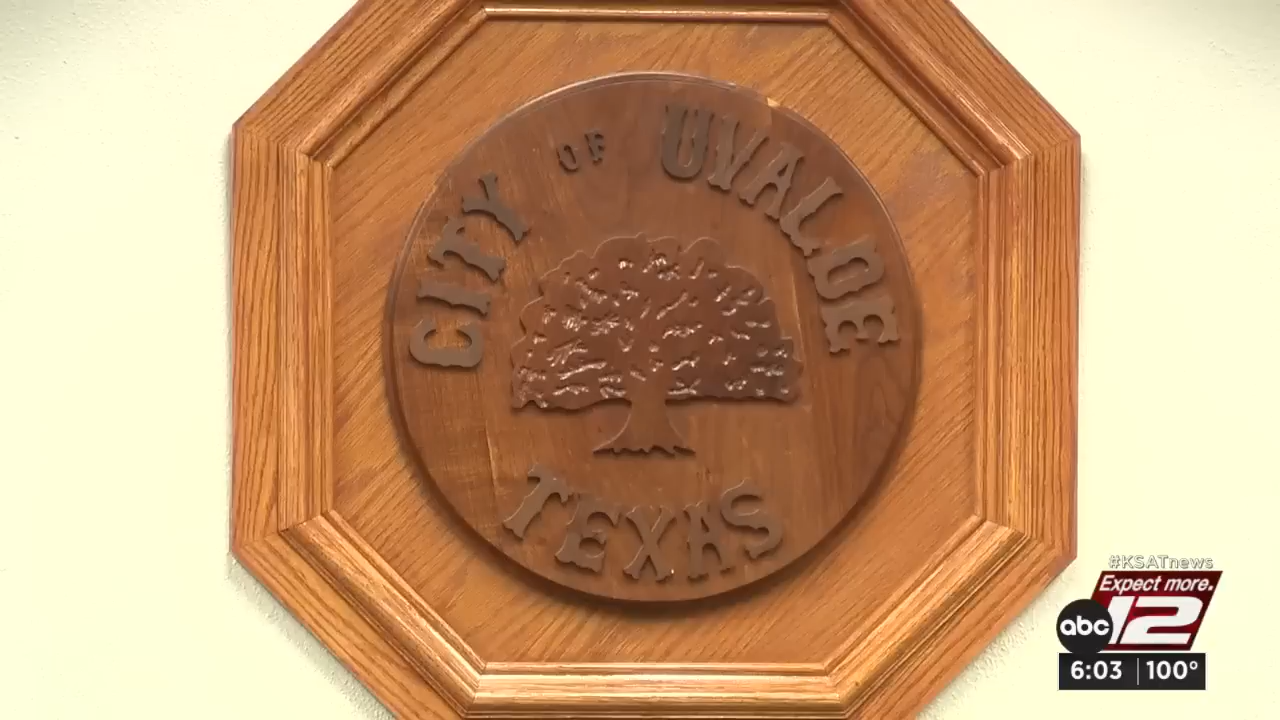 CITY OF UVALDE
TEXAS
#KSATnews
Expect more.
abc 12
6:03 100°